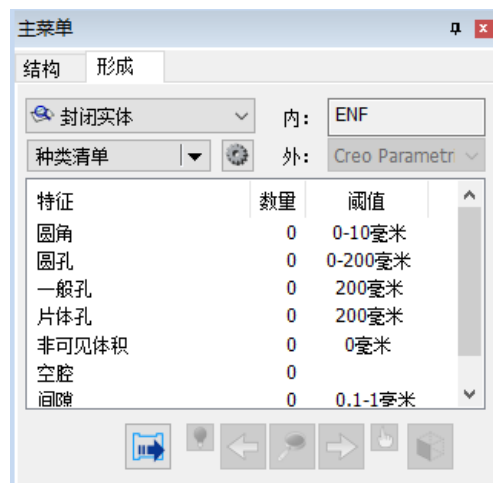 主菜单
结构 形成
封闭实体 内： ENF
种类清单 外： Creo Parametr
特征 数量 阈值
圆角 0 0-10毫米
圆孔 0 0-200毫米
一般孔 0 200毫米
片体孔 0 200毫米
非可见体积 0 0毫米
空腔 0
间隙 0 0.1-1毫米